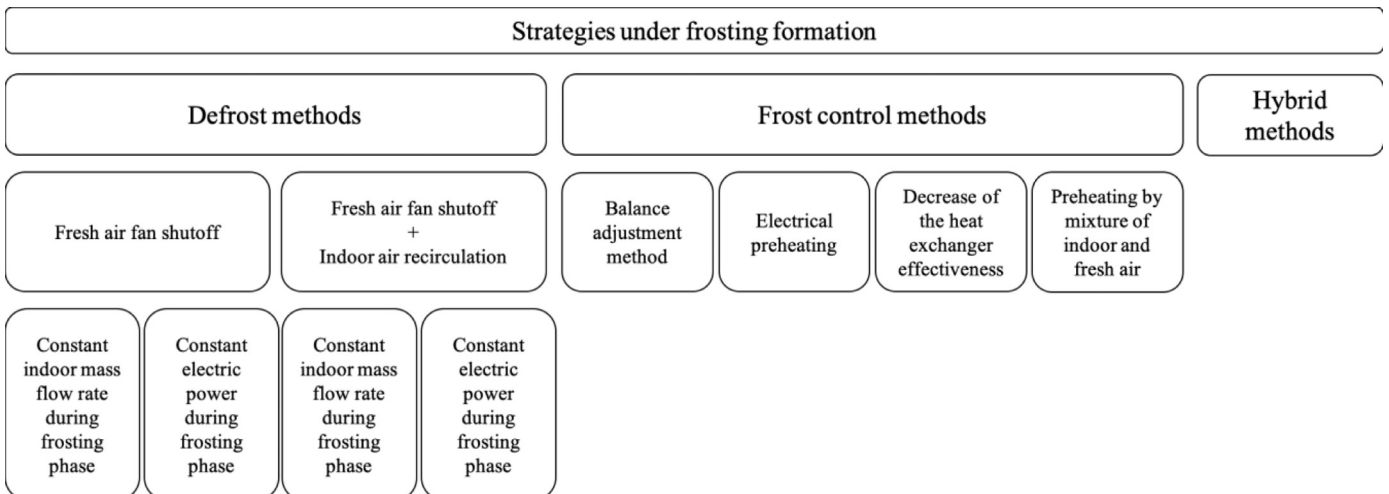 Strategies under frosting formation
Defrost methods
Frost control methods
Hybrid
methods
Fresh air fan shutoff
Fresh air fan shutoff
+
Indoor air recirculation
Balance
adjustment
method
Electrical
preheating
Decrease of
the heat
exchanger
effectiveness
Preheating by
mixture of
indoor and
fresh air
Constant
indoor mass
flow rate
during
frosting
phase
Constant
electric
power
during
frosting
phase
Constant
indoor mass
flow rate
during
frosting
phase
Constant
electric
power
during
frosting
phase